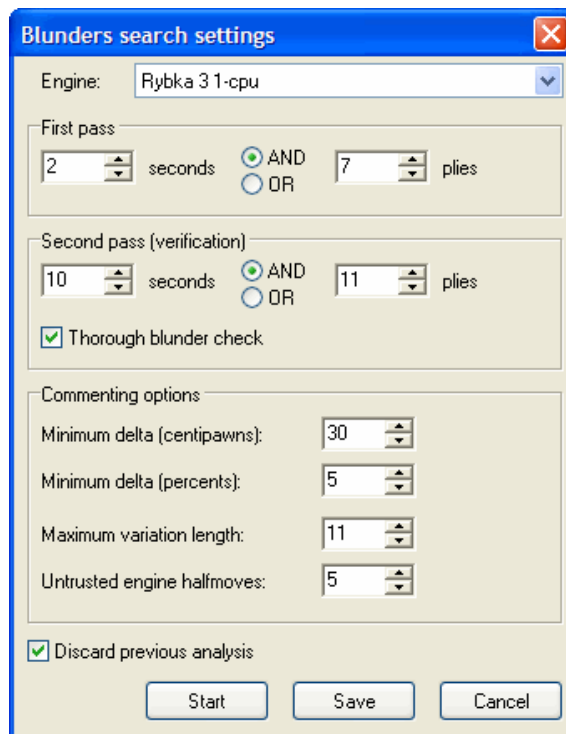 Blunders search settings
Engine: Rybka 3 1-cpu
First pass
2 seconds AND 7 plies
OR
Second pass (verification)
10 seconds AND 11 plies
OR
Thorough blunder check
Commenting options
Minimum delta (centipawns): 30
Minimum delta (percents): 5
Maximum variation length: 11
Untrusted engine halfmoves: 5
Discard previous analysis
Start Save Cancel